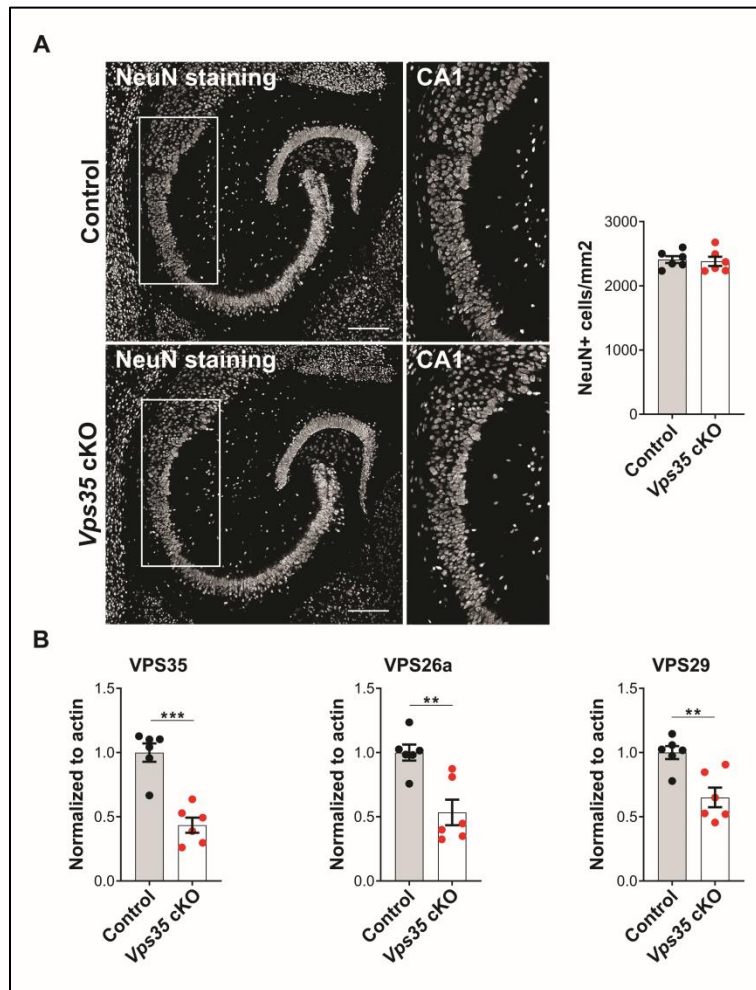 A
NeuN staining
CA1
Control
NeuN staining
CA1
Vps35 cKO
3000
2000
1000
0
NeuN+ cells/mm2
Control
Vps35 cKO
B
VPS35
1.5
1.0
0.5
0.0
Normalized to actin
***
Control
Vps35 cKO
VPS26a
1.5
1.0
0.5
0.0
Normalized to actin
**
Control
Vps35 cKO
VPS29
1.5
1.0
0.5
0.0
Normalized to actin
**
Control
Vps35 cKO